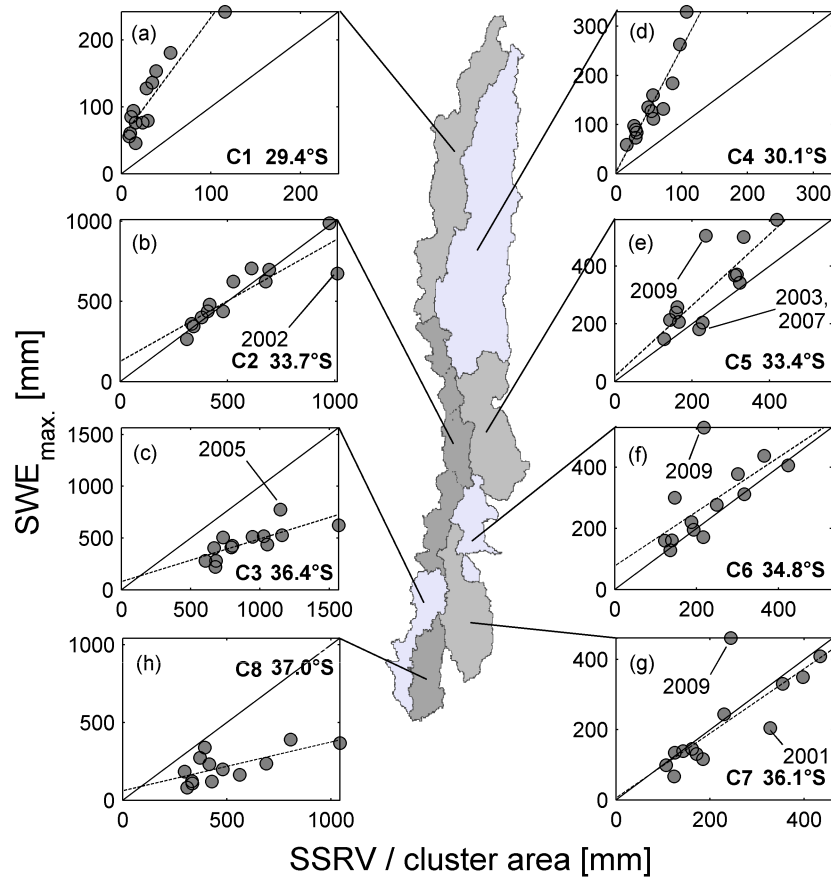 SWE max. [mm]
(a)
200
100
0
0 100 200
C1 29.4°S
(d)
300
200
100
0
0 100 200 300
C4 30.1°S
(b)
1000
500
0
0 500 1000
2002
C2 33.7°S
(e)
400
200
0
0 200 400
2009
2003,
2007
C5 33.4°S
(c)
1500
1000
500
0
0 500 1000 1500
2005
C3 36.4°S
(f)
400
200
0
0 200 400
2009
C6 34.8°S
(h)
1000
500
0
0 500 1000
C8 37.0°S
(g)
400
200
0
0 200 400
2009
2001
C7 36.1°S
SSRV / cluster area [mm]